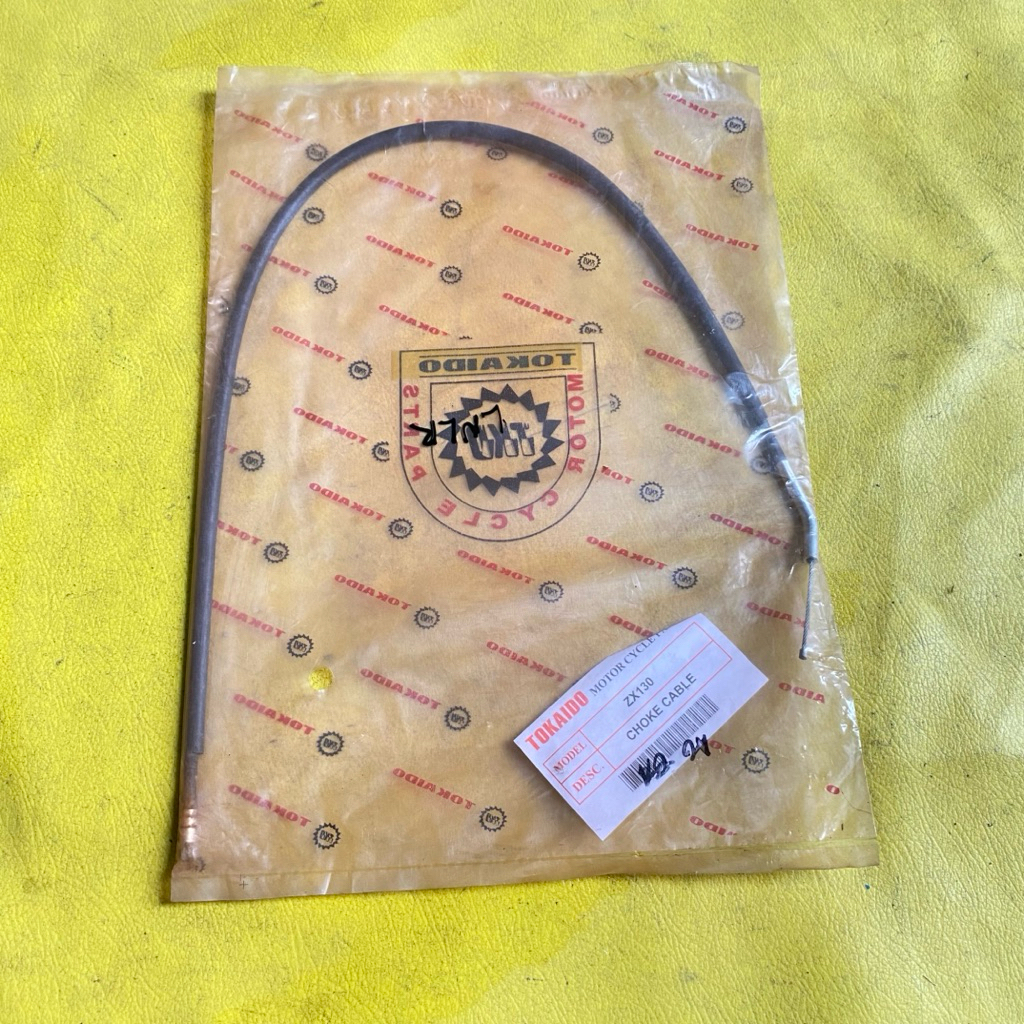 TOKAIDO
MOTOR CYCLE PARTS
TOKAIDO MOTOR CYCLE
MODEL ZX130
DESC. CHOKE CABLE
TOKAIDO